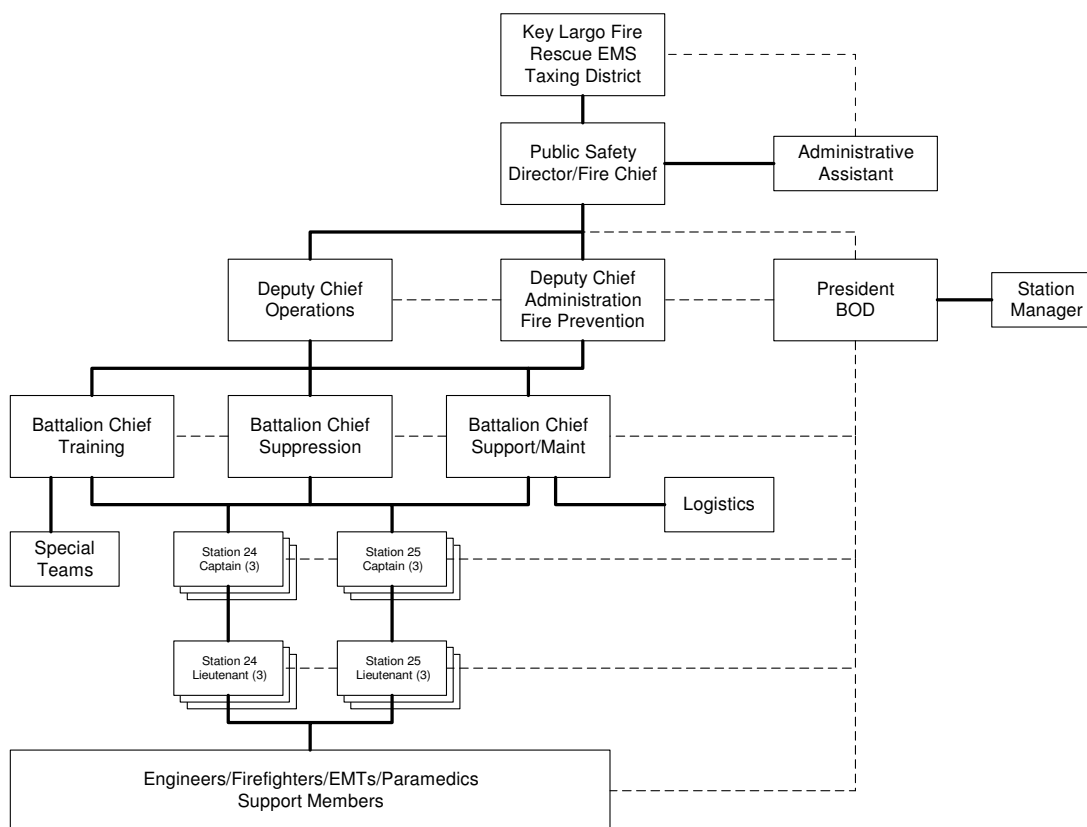 Key Largo Fire
Rescue EMS
Taxing District
Public Safety
Director/Fire Chief
Administrative
Assistant
Deputy Chief
Operations
Deputy Chief
Administration
Fire Prevention
President
BOD
Station
Manager
Battalion Chief
Training
Battalion Chief
Suppression
Battalion Chief
Support/Maint
Logistics
Special
Teams
Station 24
Captain (3)
Station 25
Captain (3)
Station 24
Lieutenant (3)
Station 25
Lieutenant (3)
Engineers/Firefighters/EMTs/Paramedics
Support Members